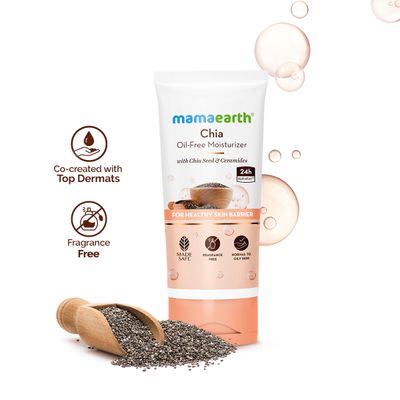 mamaearth®
Chia
Oil-Free Moisturizer
with Chia Seed & Ceramides
24h
FOR HEALTHY SKIN BARRIER
MADE
SAFE
FRAGRANCE
FREE
NORMAL TO
OILY SKIN
Co-created with
Top Dermats
Fragrance
Free